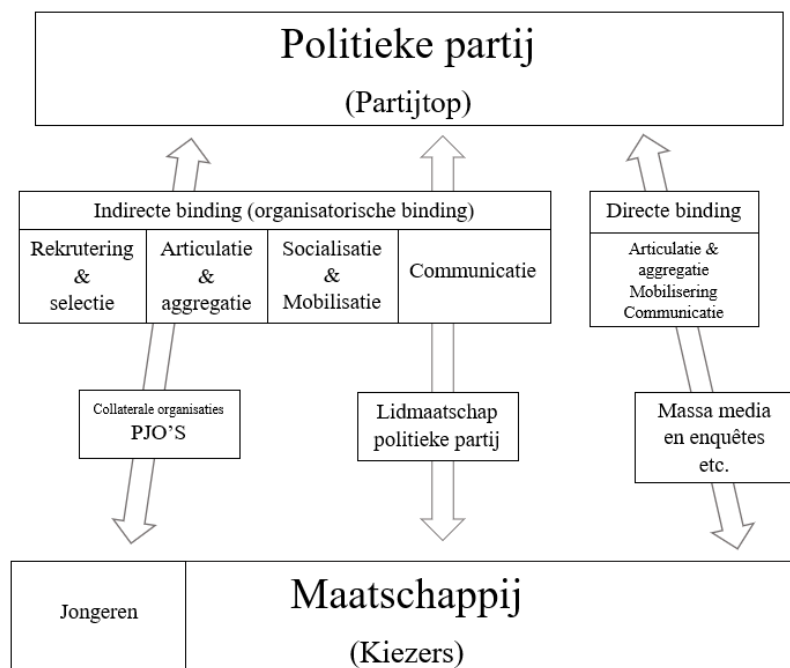 Politieke partij
(Partijtop)
Indirecte binding (organisatorische binding)
Rekrutering
&
selectie
Articulatie
&
aggregatie
Socialisatie
&
Mobilisatie
Communicatie
Directe binding
Articulatie &
aggregatie
Mobilisering
Communicatie
Collaterale organisaties
PJO'S
Lidmaatschap
politieke partij
Massa media
en enquêtes
etc.
Jongeren
Maatschappij
(Kiezers)